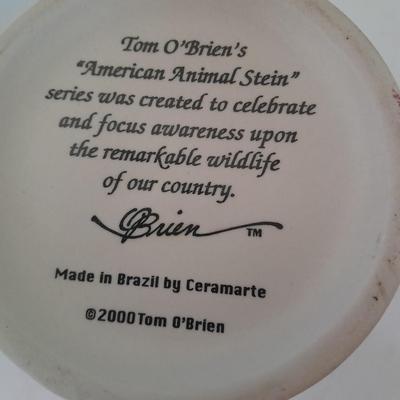 Tom O'Brien's
"American Animal Stein"
series was created to celebrate
and focus awareness upon
the remarkable wildlife
of our country.
OBrien ™
Made in Brazil by Ceramarte
©2000 Tom O'Brien